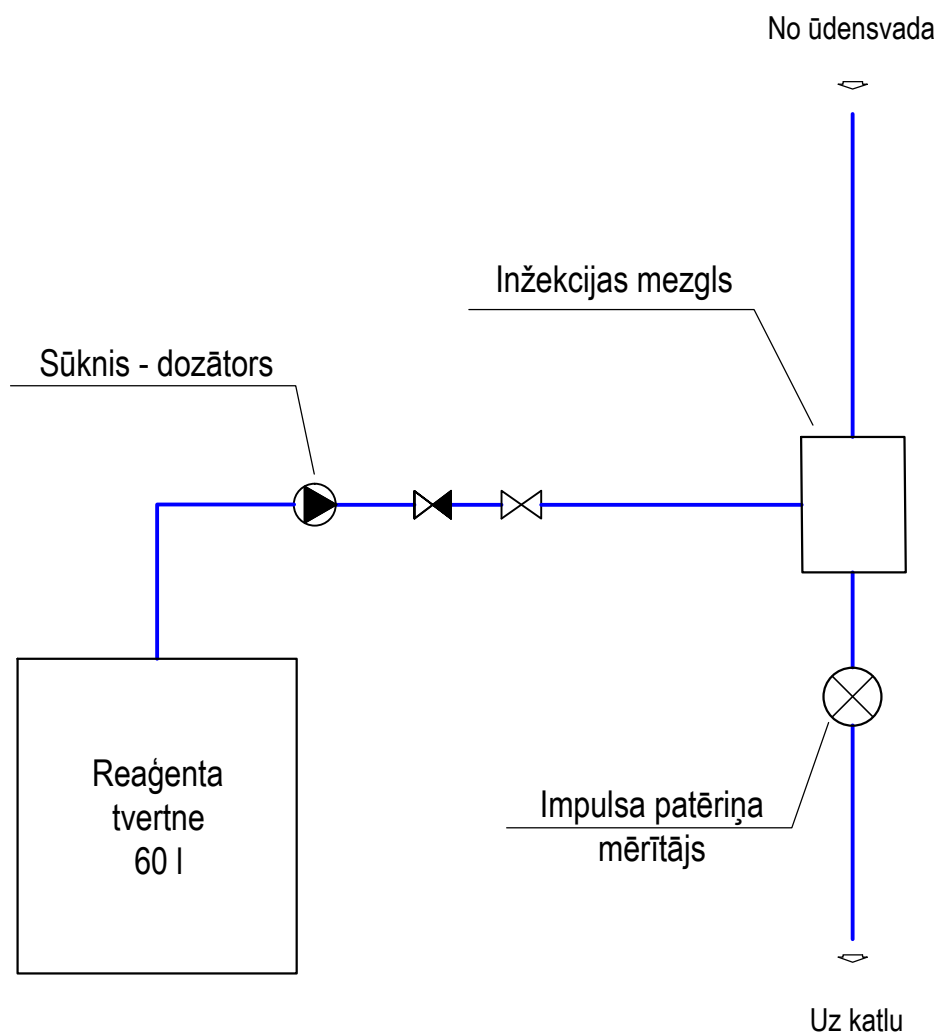 No ūdensvada
Inžekcijas mezgls
Sūknis - dozātors
Reaģenta
tvertne
60 l
Impulsa patēriņa
mērītājs
Uz katlu